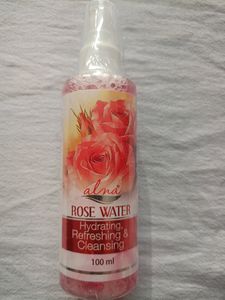 alna
ROSE WATER
Hydrating,
Refreshing &
Cleansing
100 ml